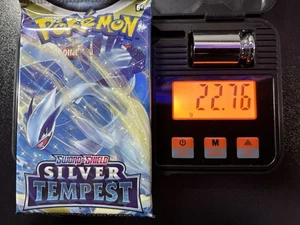 Pokémon
Sword & Shield
SILVER
TEMPEST
22.76
g
M